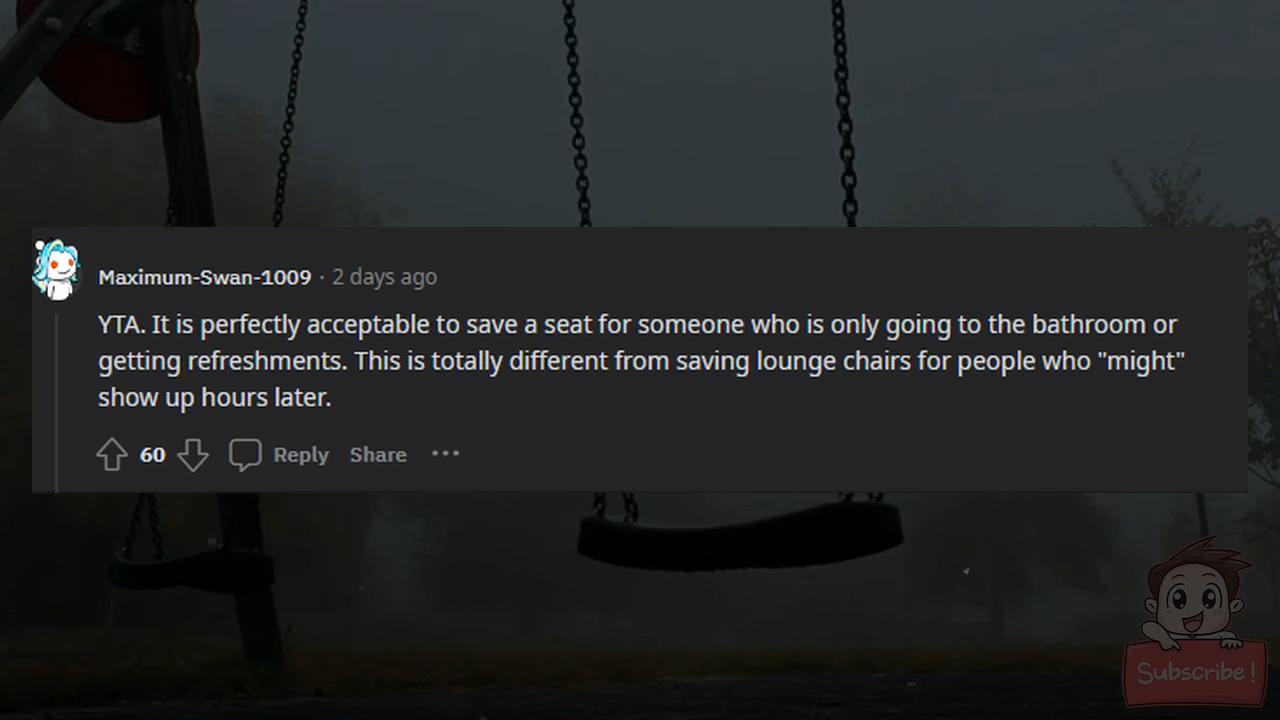 Maximum-Swan-1009 · 2 days ago
YTA. It is perfectly acceptable to save a seat for someone who is only going to the bathroom or
getting refreshments. This is totally different from saving lounge chairs for people who "might"
show up hours later.
60 Reply Share ···
Subscribe!